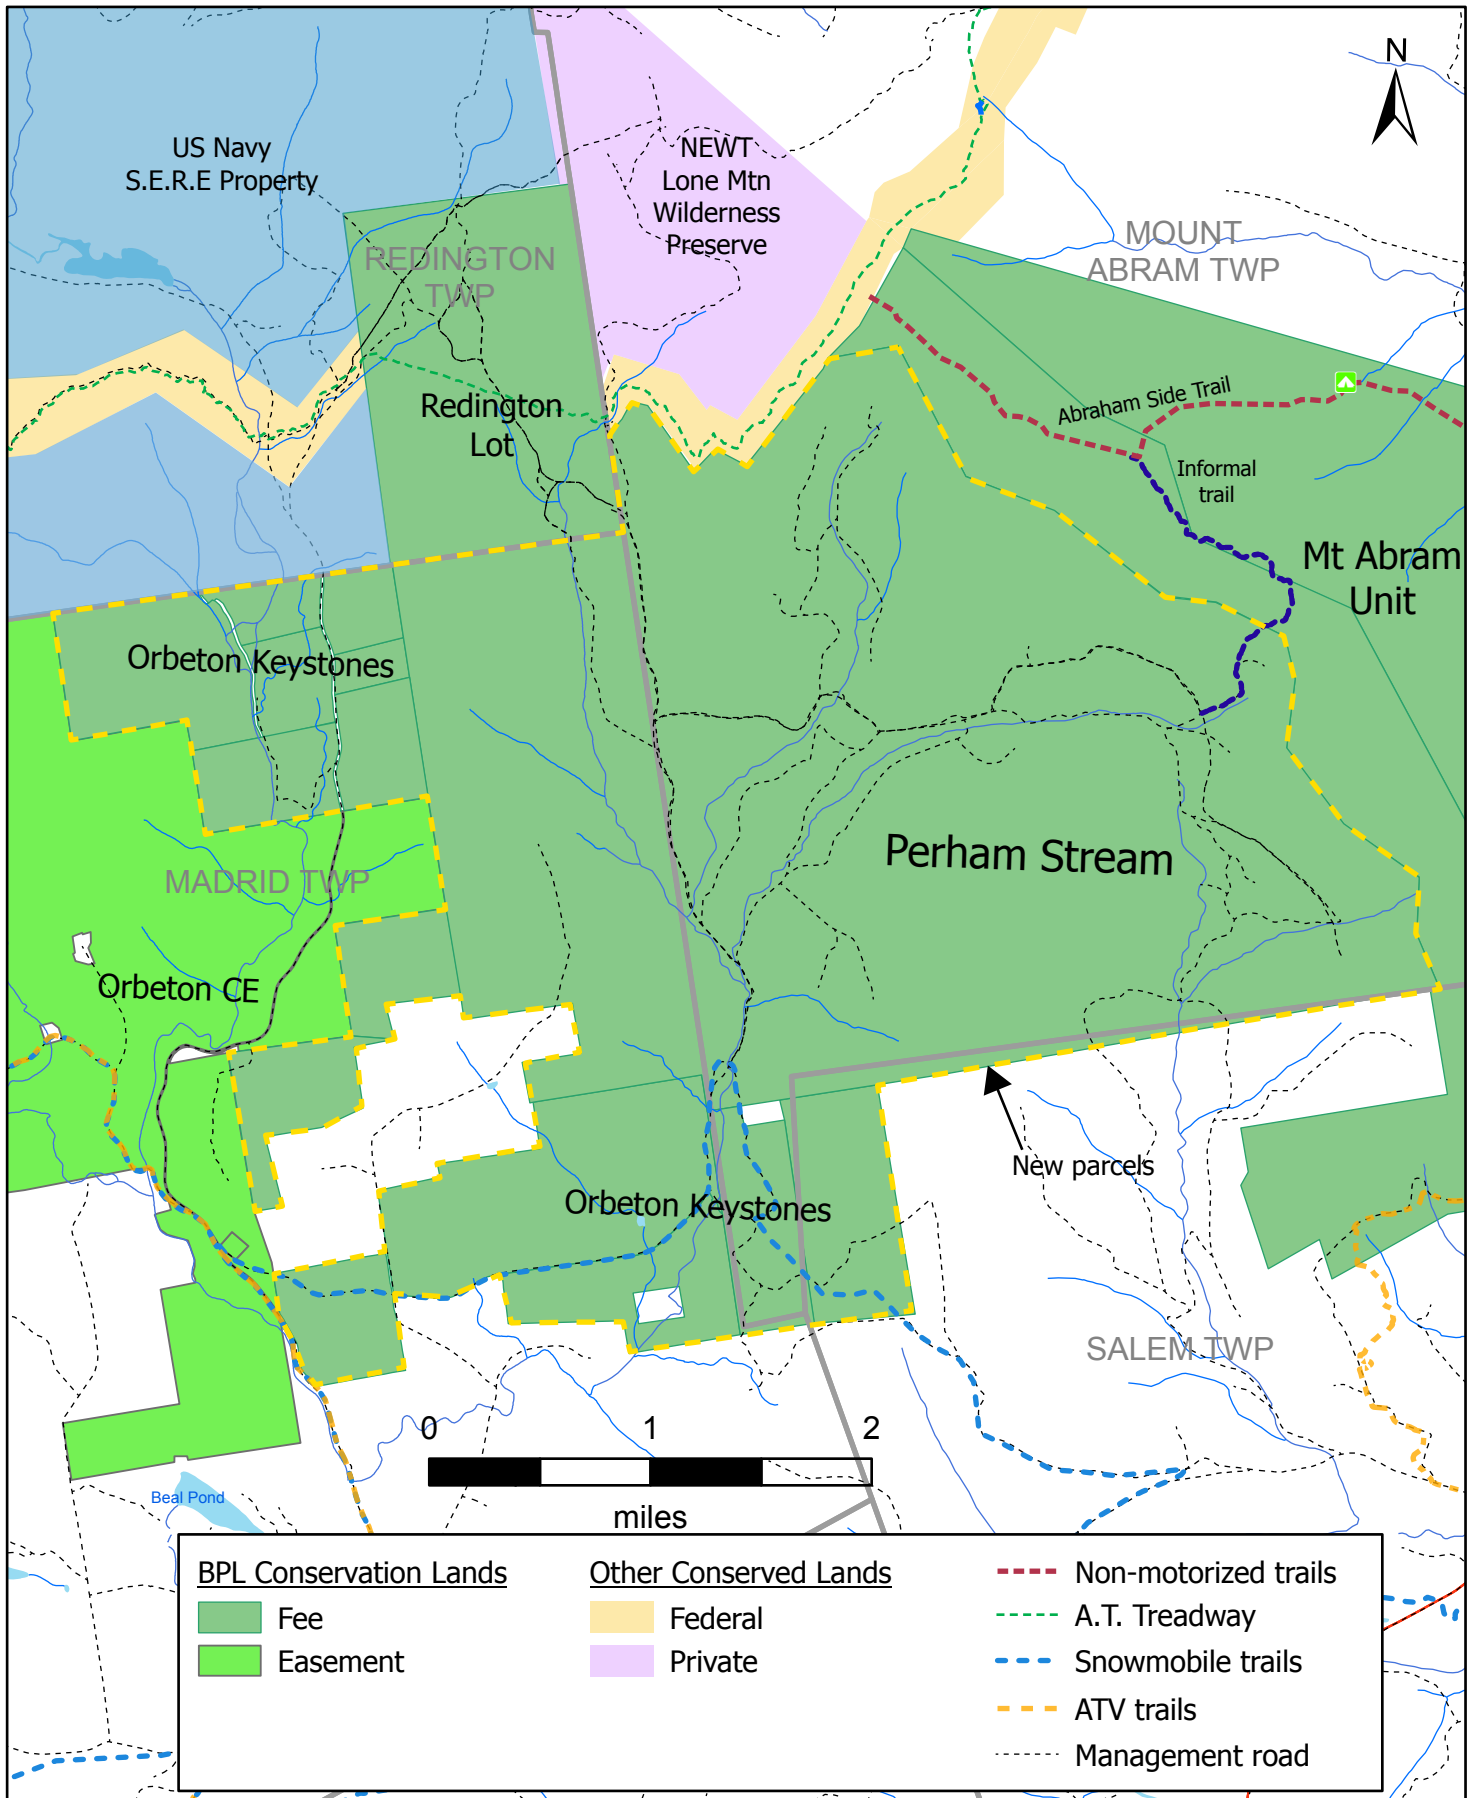 N
US Navy
S.E.R.E Property
NEWT
Lone Mtn
Wilderness
Preserve
REDINGTON
TWP
MOUNT
ABRAM TWP
Redington
Lot
Abraham Side Trail
Informal
trail
Mt Abram
Unit
Orbeton Keystones
Perham Stream
MADRID TWP
Orbeton CE
New parcels
Orbeton Keystones
SALEM TWP
0 1 2
miles
Beal Pond
BPL Conservation Lands
Fee
Easement
Other Conserved Lands
Federal
Private
Non-motorized trails
A.T. Treadway
Snowmobile trails
ATV trails
Management road